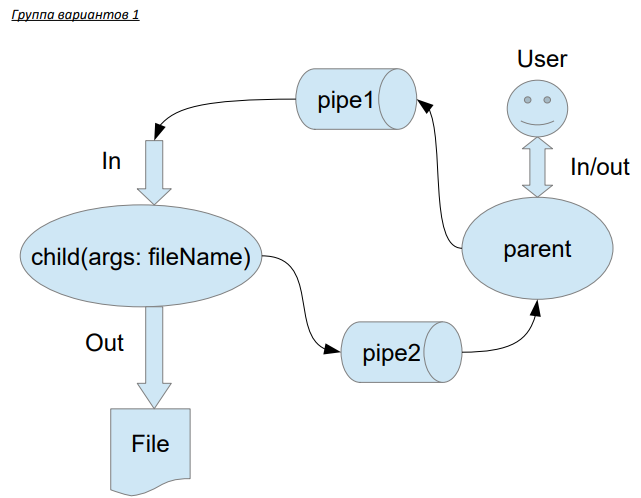 Группа вариантов 1
User
pipe1
In
In/out
child(args: fileName)
parent
Out
pipe2
File